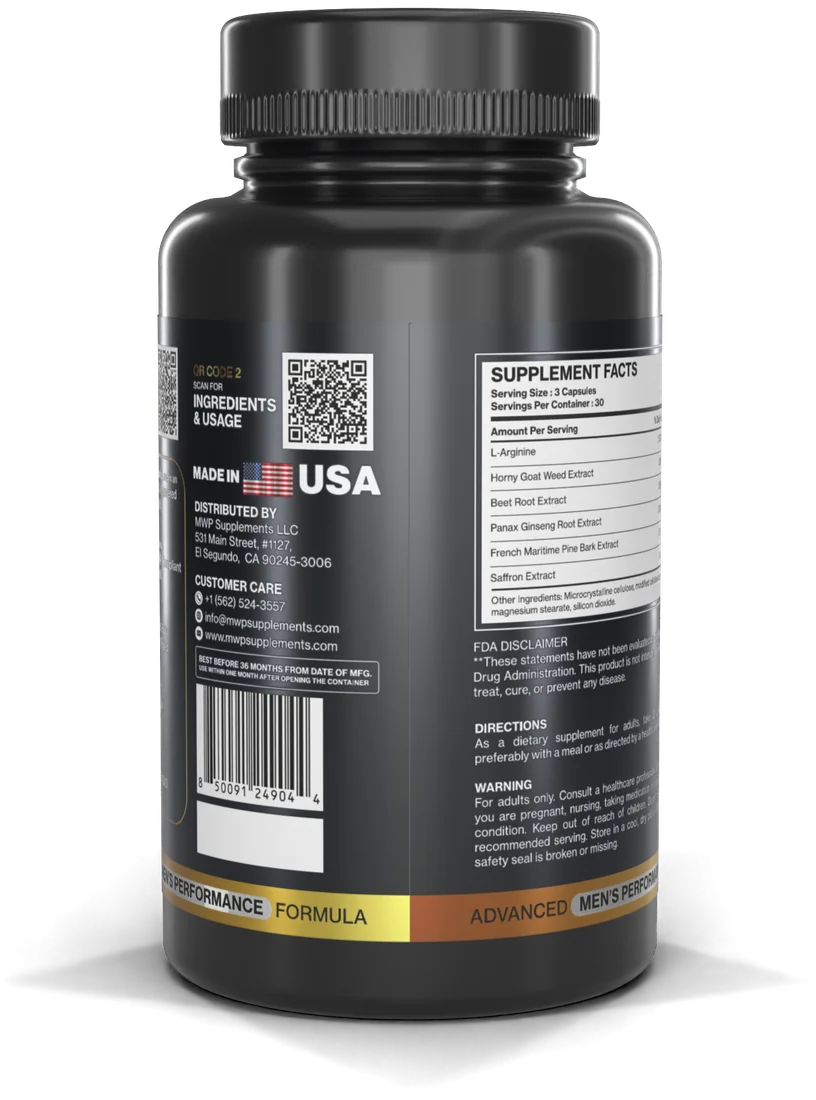 QR CODE 2
SCAN FOR
INGREDIENTS
& USAGE
MADE IN USA
DISTRIBUTED BY
MWP Supplements LLC
531 Main Street, #1127,
El Segundo, CA 90245-3006
CUSTOMER CARE
+1 (562) 524-3557
info@mwpsupplements.com
www.mwpsupplements.com
BEST BEFORE 36 MONTHS FROM DATE OF MFG.
USE WITHIN ONE MONTH AFTER OPENING THE CONTAINER
8 50091 24904 4
PERFORMANCE FORMULA
SUPPLEMENT FACTS
Serving Size : 3 Capsules
Servings Per Container : 30
Amount Per Serving
L-Arginine
Horny Goat Weed Extract
Beet Root Extract
Panax Ginseng Root Extract
French Maritime Pine Bark Extract
Saffron Extract
Other Ingredients: Microcrystalline cellulose, modified
magnesium stearate, silicon dioxide.
FDA DISCLAIMER
**These statements have not been evaluated
Drug Administration. This product is not
treat, cure, or prevent any disease.
DIRECTIONS
As a dietary supplement for adults, take
preferably with a meal or as directed by a
WARNING
For adults only. Consult a healthcare
you are pregnant, nursing, taking
condition. Keep out of reach of children.
recommended serving. Store in a cool, dry
safety seal is broken or missing.
ADVANCED MEN'S